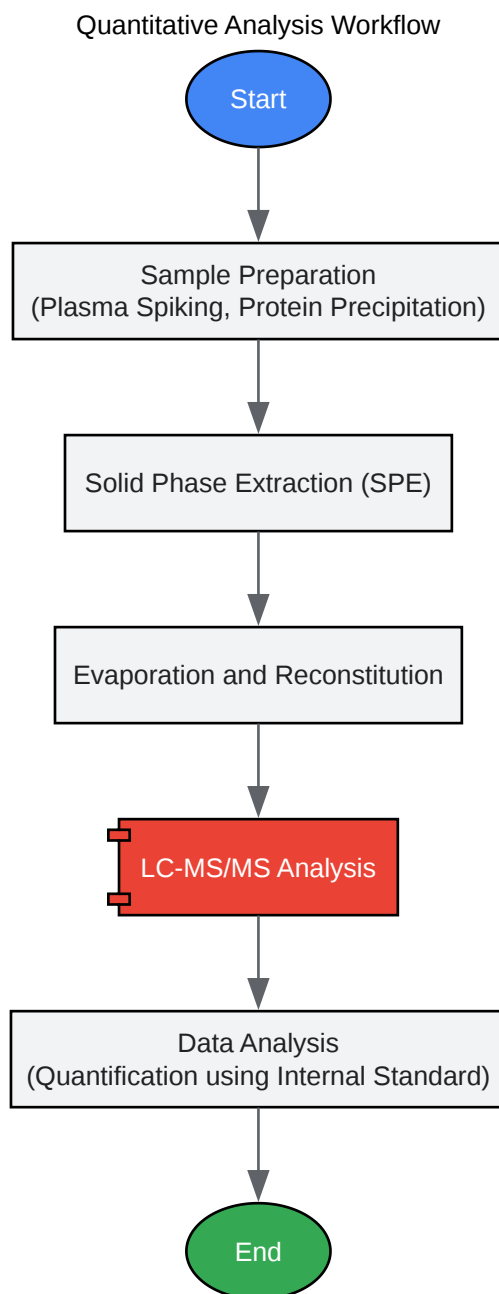 Quantitative Analysis Workflow
Start
Sample Preparation
(Plasma Spiking, Protein Precipitation)
Solid Phase Extraction (SPE)
Evaporation and Reconstitution
LC-MS/MS Analysis
Data Analysis
(Quantification using Internal Standard)
End